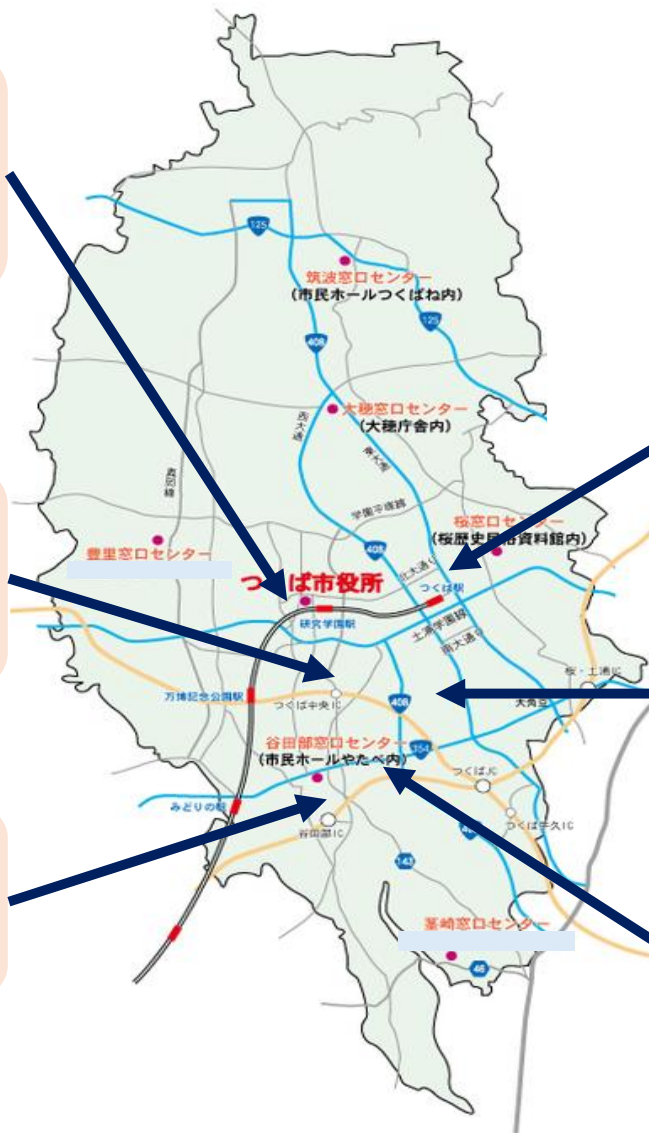 125
筑波窓口センター
(市民ホールつくばね内)
125
408
大穂窓口センター
(大穂庁舎内)
西大通
東大通
真岡線
学園平塚線
桜窓口センター
(桜歴史民俗資料館内)
豊里窓口センター
408
北大通り
つくば市役所
つくば駅
研究学園駅
土浦学園線
南大通り
桜・土浦IC
万博記念公園駅
つくば中央IC
408
大角豆
谷田部窓口センター
354
(市民ホールやたべ内)
つくばJC
みどりの駅
谷田部IC
つくば牛久IC
143
茎崎窓口センター
46